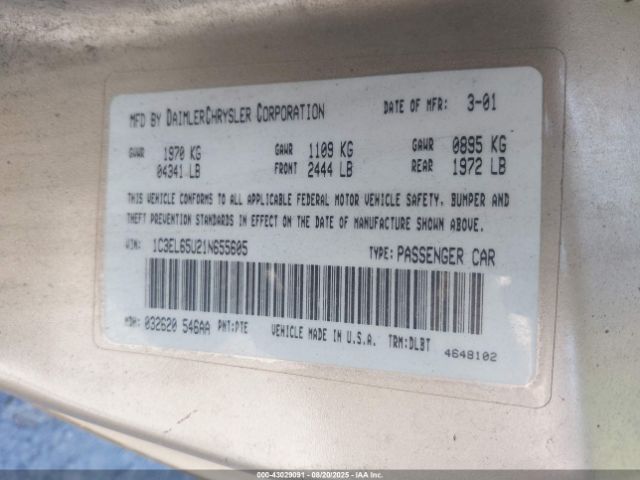 MFD BY DAIMLERCHRYSLER CORPORATION DATE OF MFR: 3-01
GVWR 1970 KG GAWR 1109 KG GAWR 0895 KG
04341 LB FRONT 2444 LB REAR 1972 LB
THIS VEHICLE CONFORMS TO ALL APPLICABLE FEDERAL MOTOR VEHICLE SAFETY, BUMPER AND
THEFT PREVENTION STANDARDS IN EFFECT ON THE DATE OF MANUFACTURE SHOWN ABOVE.
VIN: 1C3EL65U21N655605 TYPE: PASSENGER CAR
MDH: 032620 546AA PNT:PTE VEHICLE MADE IN U.S.A. TRM:DLBT 4648102
000-43029091 - 08/20/2025 - IAA Inc.